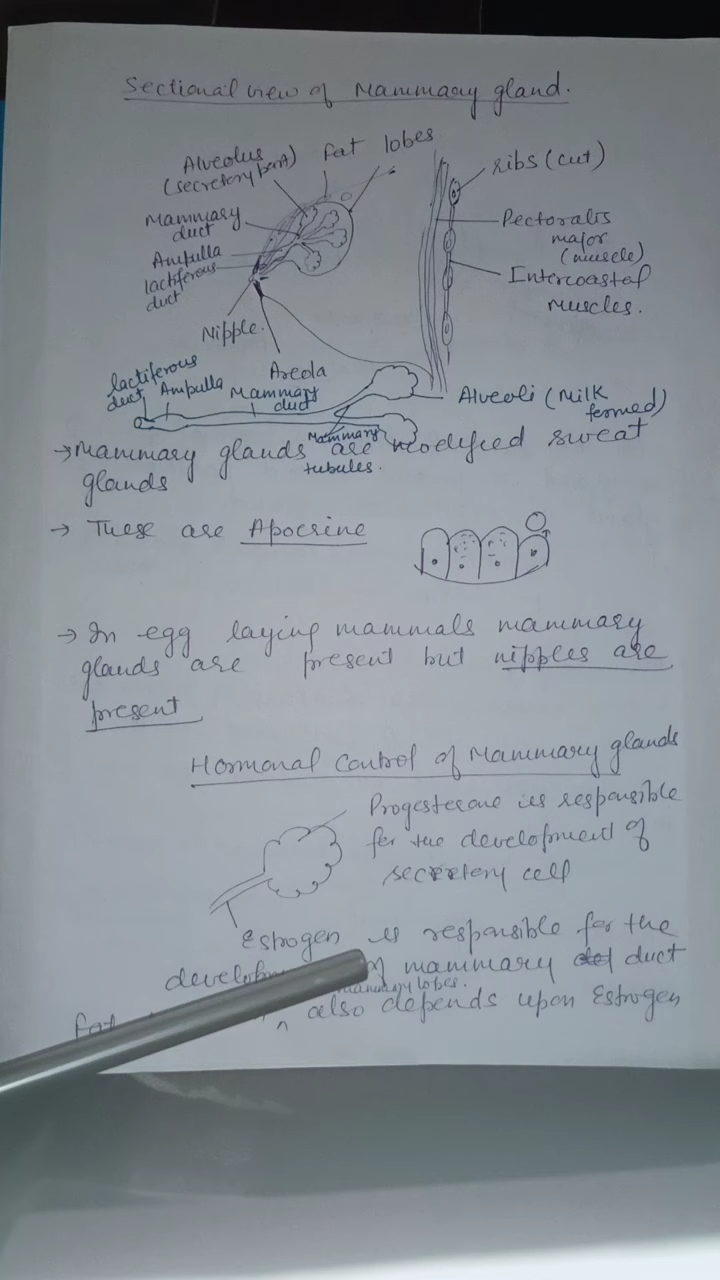 Sectional view of Mammary gland.
Alveolus
(secretory part)
Fat lobes
Mammary
duct
Ampulla
lactiferous
duct
Nipple.
Areola
ribs (cut)
Pectoralis
major
(muscle)
Intercoastal
Muscles.
lactiferous
duct
Ampulla
Mammary
duct
Mammary
tubules.
Alveoli (Milk
formed)
→ Mammary glands are modified sweat
glands
→ These are Apocrine
→ In egg laying mammals mammary
glands are present but nipples are
present
Hormonal Control of Mammary glands
Progesterone is responsible
for the development of
secretory cell
Estrogen is responsible for the
of mammary duct
mammary lobes.
also depends upon Estrogen